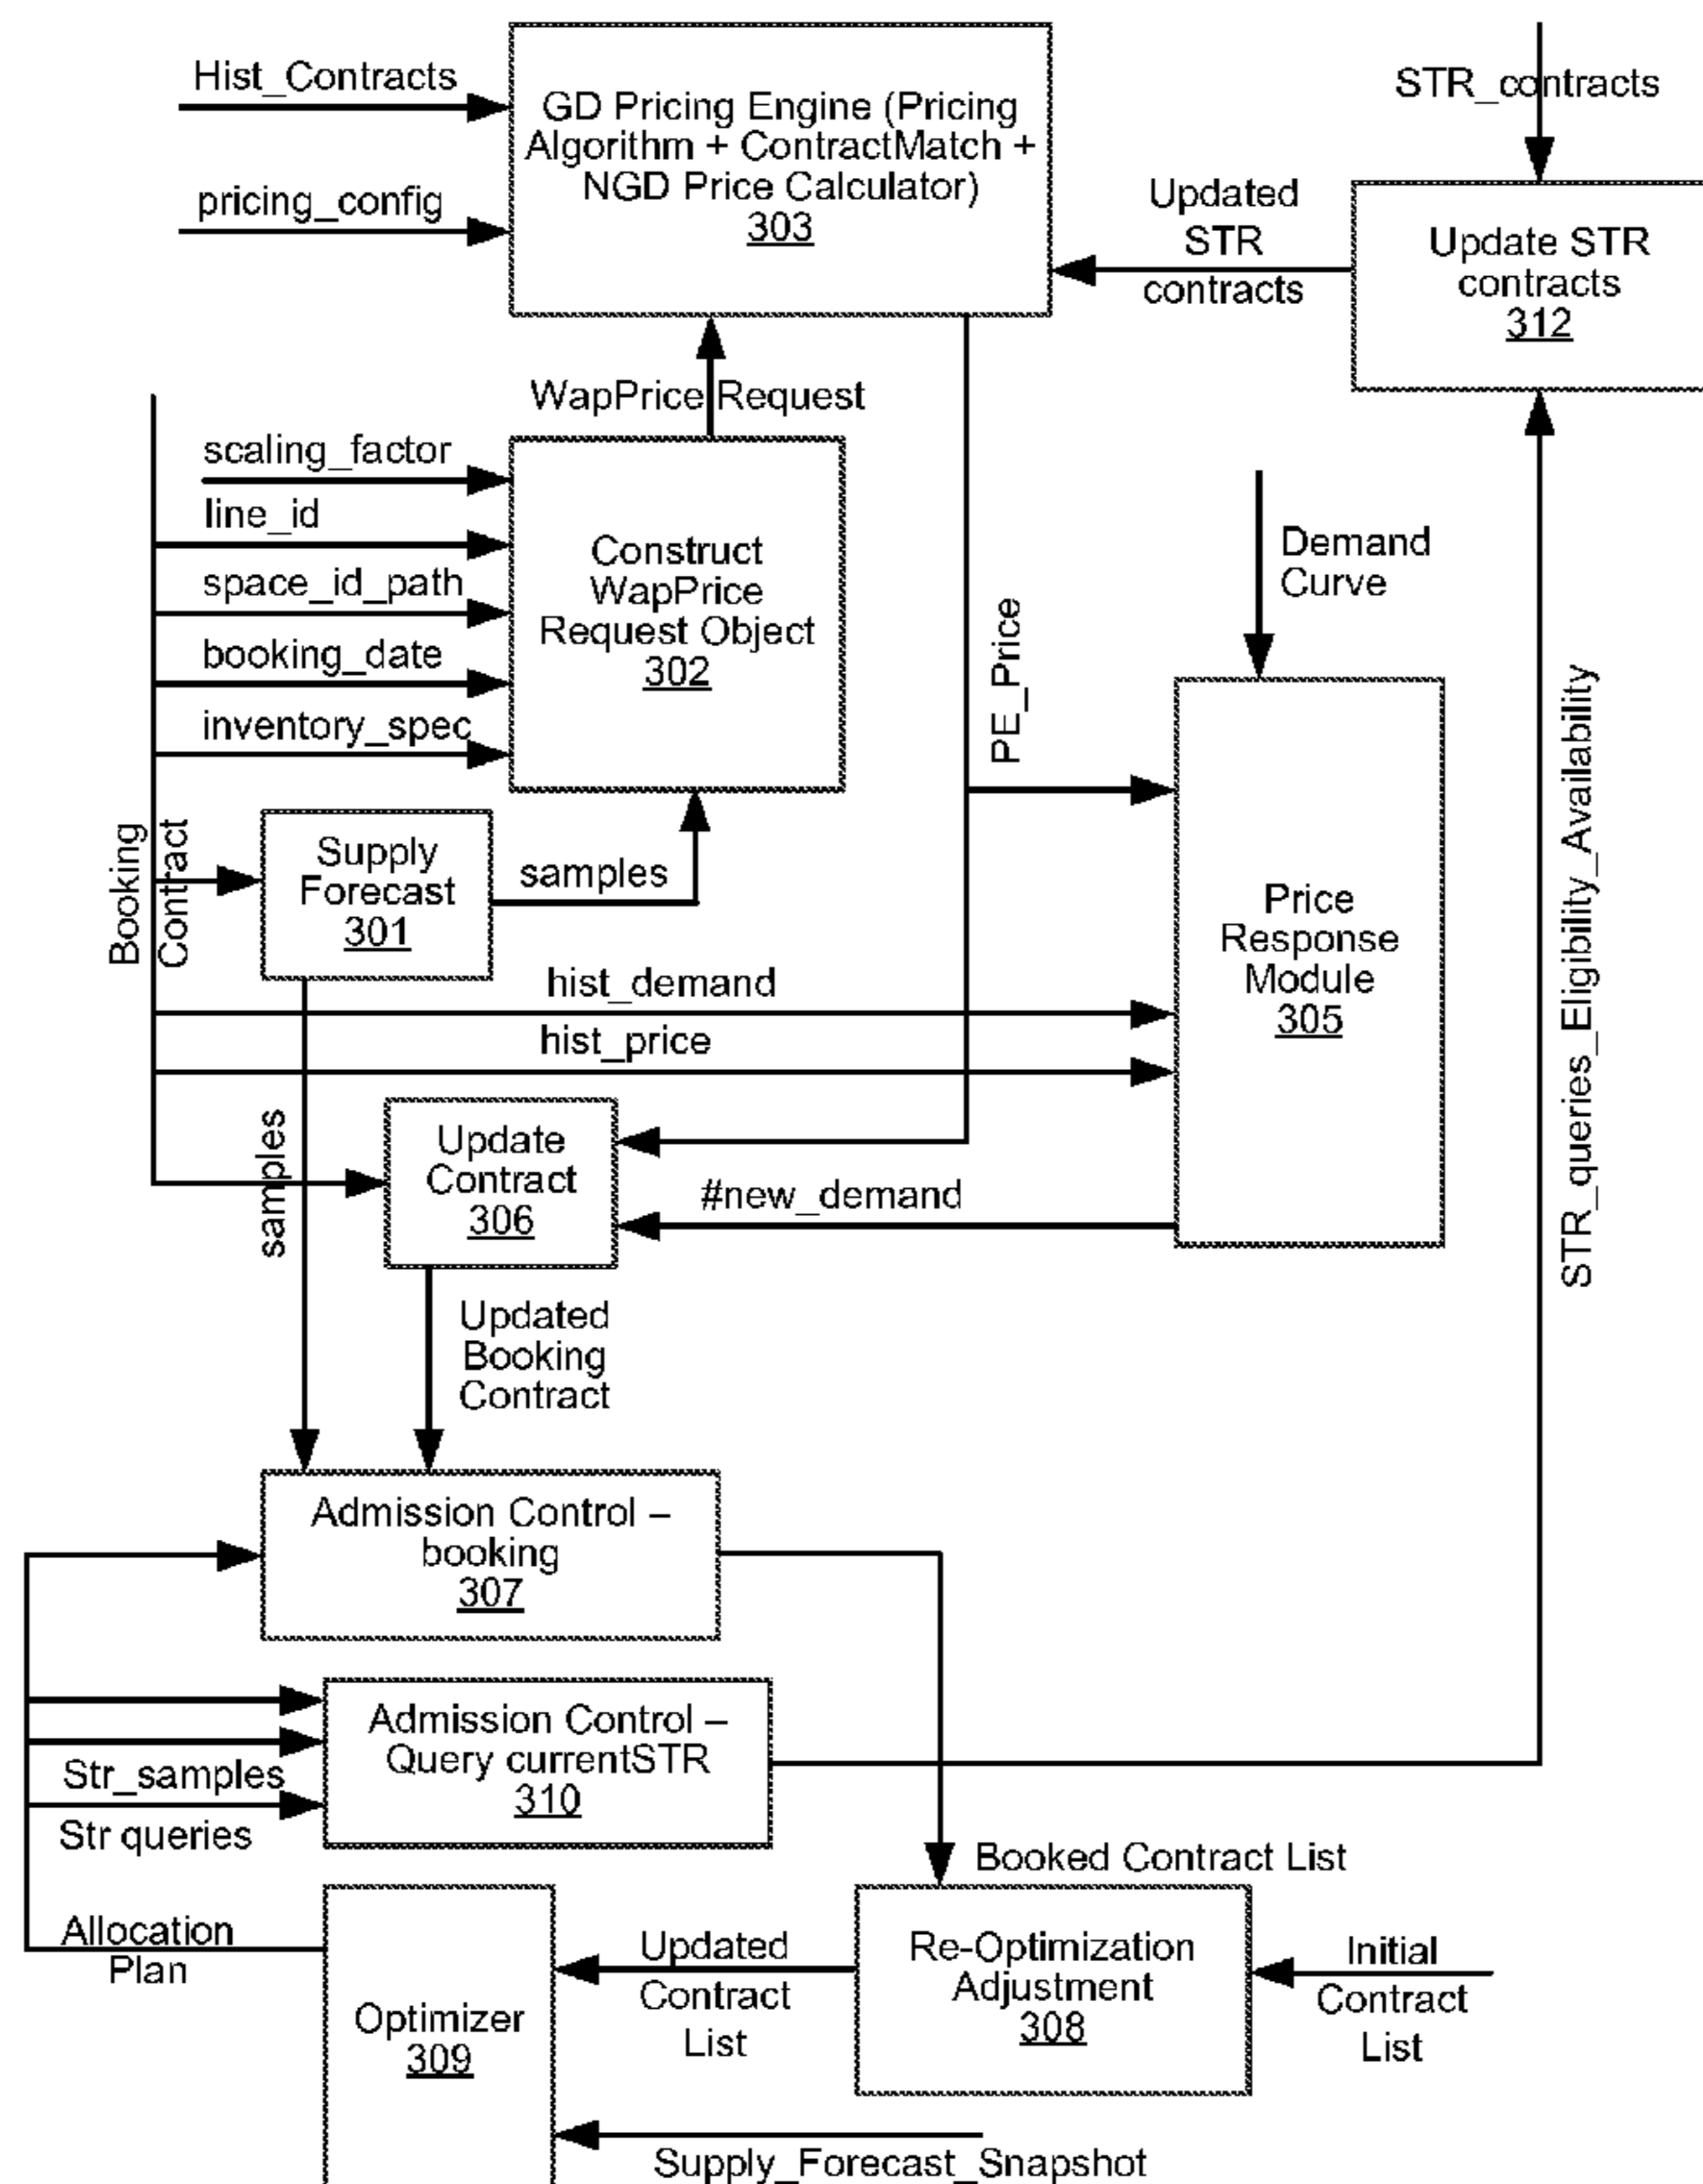 Hist_Contracts
pricing_config
GD Pricing Engine (Pricing
Algorithm + ContractMatch +
NGD Price Calculator)
303
STR_contracts
Updated
STR
contracts
Update STR
contracts
312
WapPrice Request
scaling_factor
line_id
space_id_path
booking_date
inventory_spec
Construct
WapPrice
Request Object
302
Demand
Curve
PE_Price
Booking
Contract
Supply
Forecast
301
samples
Price
Response
Module
305
STR_queries_Eligibility_Availability
hist_demand
hist_price
samples
Update
Contract
306
#new_demand
Updated
Booking
Contract
Admission Control –
booking
307
Admission Control –
Query currentSTR
310
Str_samples
Str queries
Booked Contract List
Allocation
Plan
Optimizer
309
Updated
Contract
List
Re-Optimization
Adjustment
308
Initial
Contract
List
Supply_Forecast_Snapshot